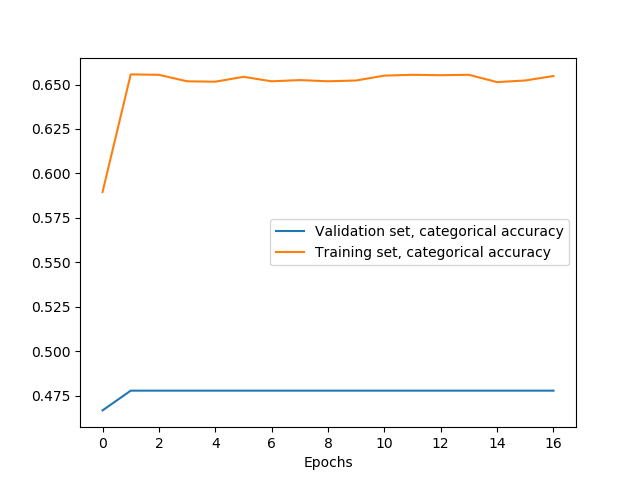 0.650
0.625
0.600
0.575
0.550
0.525
0.500
0.475
Validation set, categorical accuracy
Training set, categorical accuracy
0 2 4 6 8 10 12 14 16
Epochs